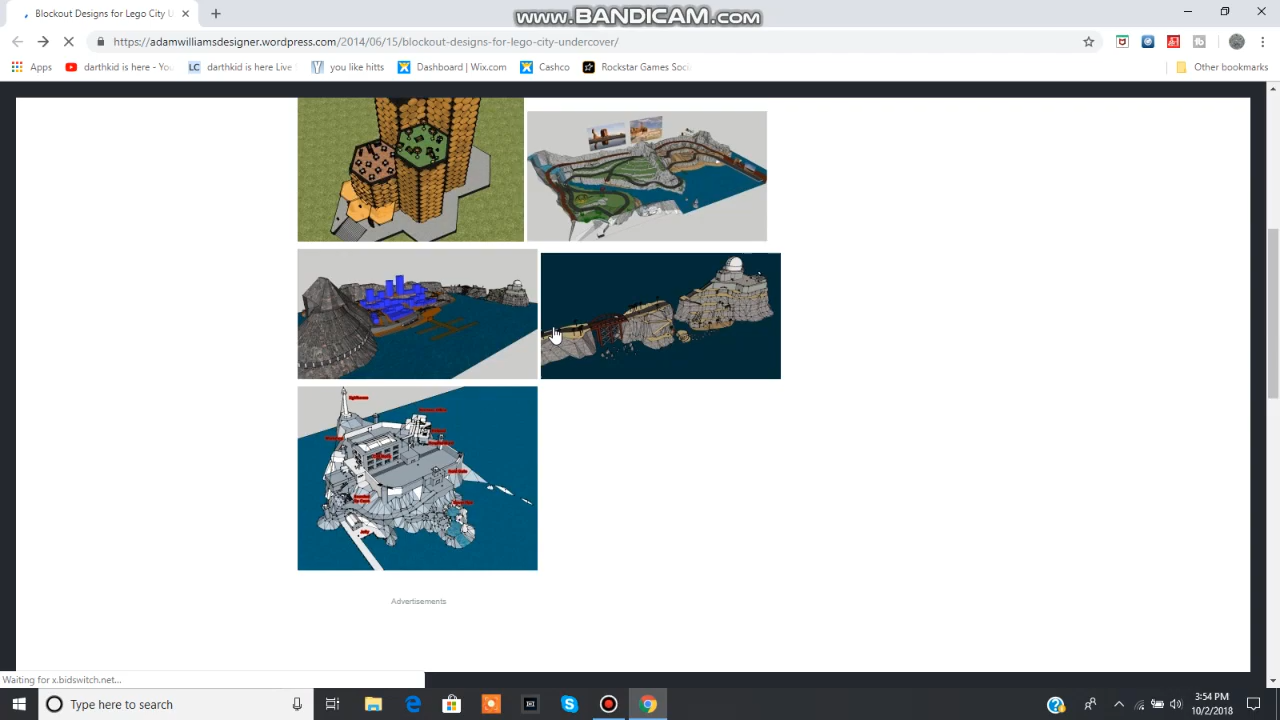 www.BANDICAM.com
Blockout Designs for Lego City U
https://adamwilliamsdesigner.wordpress.com/2014/06/15/blockout-designs-for-lego-city-undercover/
Apps
darthkid is here - You
LC darthkid is here Live
you like hitts
Dashboard | Wix.com
Cashco
Rockstar Games Soci
Other bookmarks
Advertisements
Waiting for x.bidswitch.net...
Type here to search
3:54 PM
10/2/2018